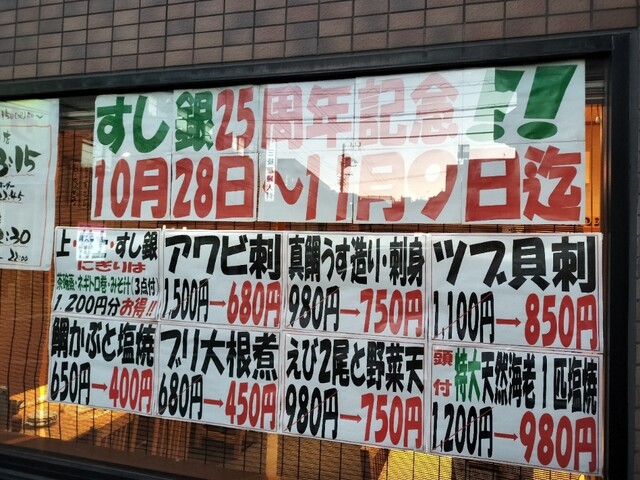 すし銀25周年記念!!
10月28日〜11月9日迄
上・特上・すし銀
にぎりは
茶碗蒸・ネギトロ巻・みそ汁(3点付)
1,200円分お得!!
アワビ刺
1,500円→680円
真鯛うす造り・刺身
980円→750円
ツブ貝刺
1,100円→850円
鯛かぶと塩焼
650円→400円
ブリ大根煮
680円→450円
えび2尾と野菜天
980円→750円
頭付特大天然海老1匹塩焼
1,200円→980円
:15
:30